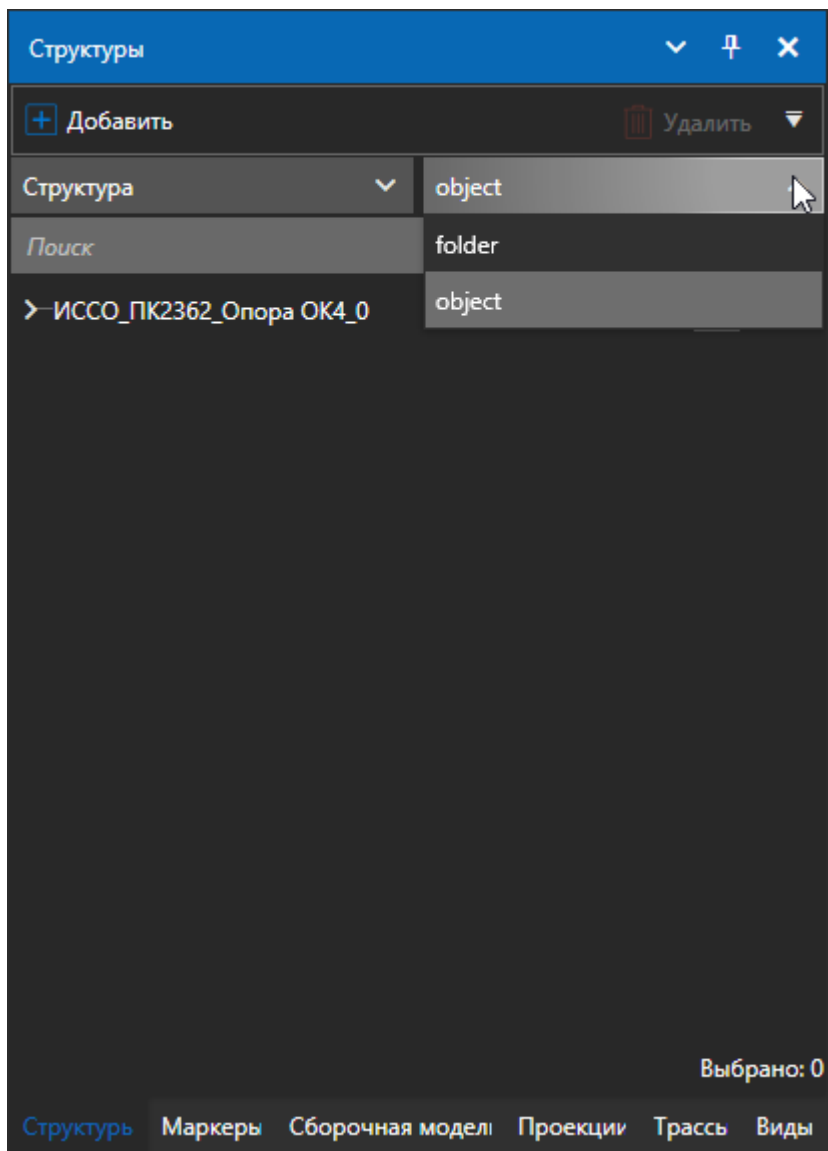 Структуры
Добавить Удалить
Структура object
Поиск folder
ИССО_ПК2362_Опора ОК4_0 object
Выбрано: 0
Структурь Маркеры Сборочная модел Проекции Трассь Виды